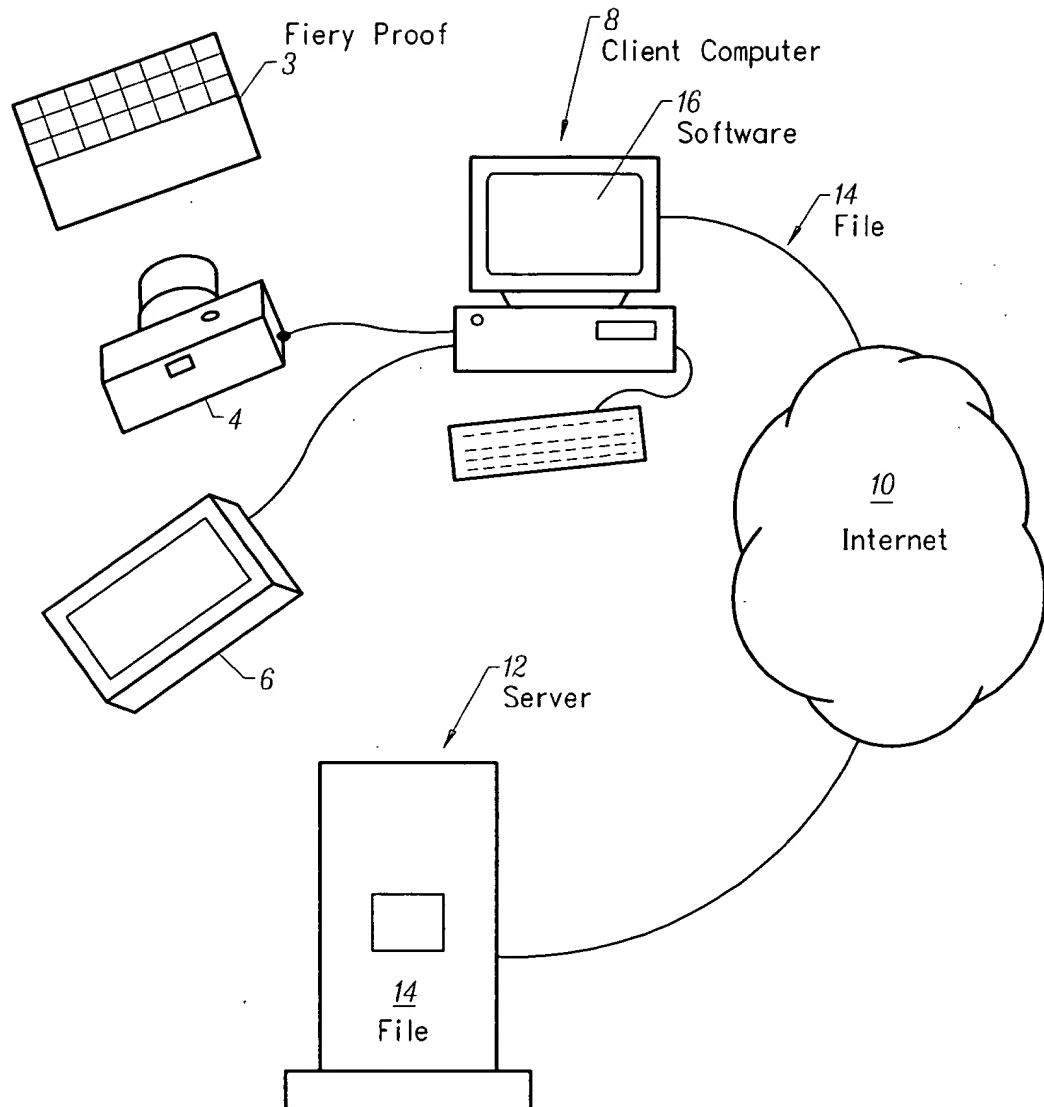 Fiery Proof
3
8
Client Computer
16
Software
14
File
4
10
Internet
6
12
Server
14
File